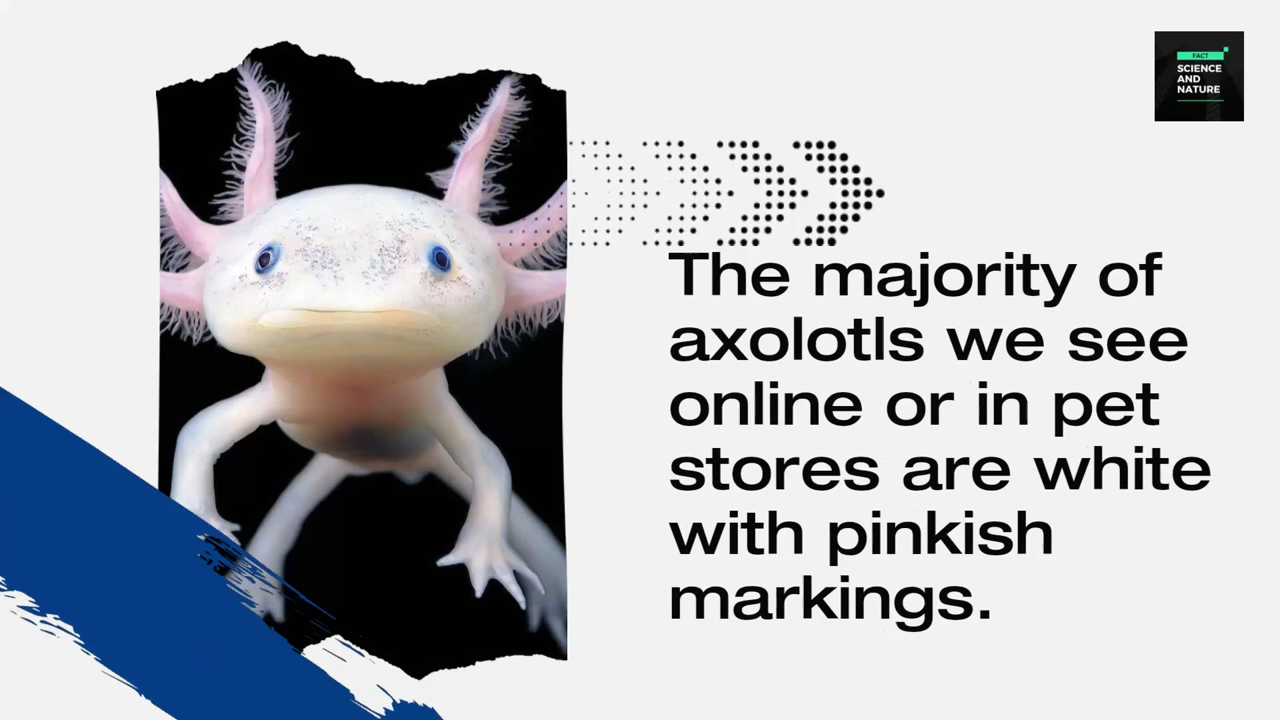 FACT
SCIENCE
AND
NATURE
The majority of
axolotls we see
online or in pet
stores are white
with pinkish
markings.